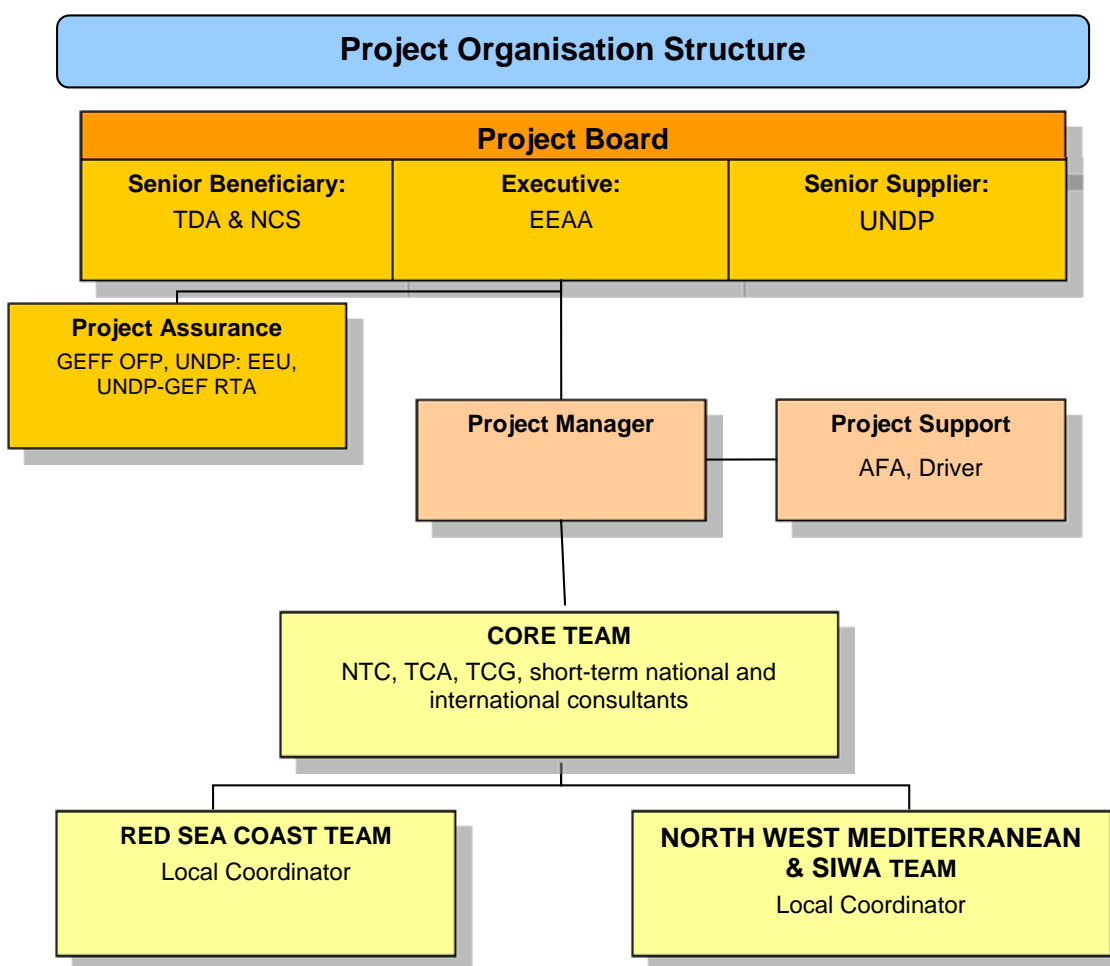 Project Organisation Structure
Project Board
Senior Beneficiary:
TDA & NCS
Executive:
EEAA
Senior Supplier:
UNDP
Project Assurance
GEFF OFP, UNDP: EEU,
UNDP-GEF RTA
Project Manager
Project Support
AFA, Driver
CORE TEAM
NTC, TCA, TCG, short-term national and
international consultants
RED SEA COAST TEAM
Local Coordinator
NORTH WEST MEDITERRANEAN
& SIWA TEAM
Local Coordinator